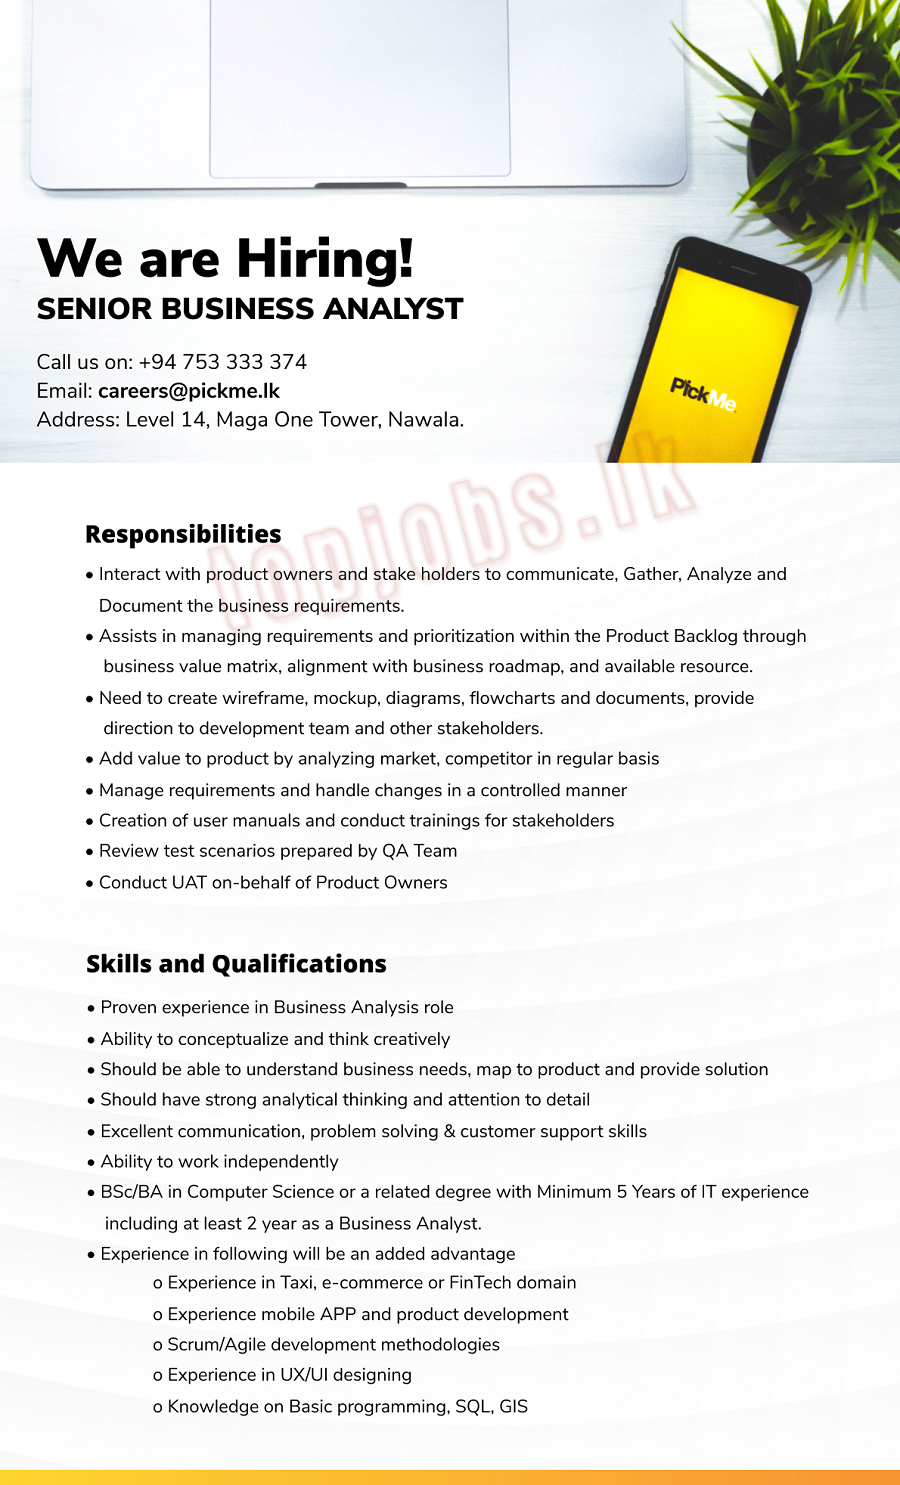 We are Hiring!
SENIOR BUSINESS ANALYST
Call us on: +94 753 333 374
Email: careers@pickme.lk
Address: Level 14, Maga One Tower, Nawala.
PickMe
topjobs.lk
Responsibilities
• Interact with product owners and stake holders to communicate, Gather, Analyze and
Document the business requirements.
• Assists in managing requirements and prioritization within the Product Backlog through
business value matrix, alignment with business roadmap, and available resource.
• Need to create wireframe, mockup, diagrams, flowcharts and documents, provide
direction to development team and other stakeholders.
• Add value to product by analyzing market, competitor in regular basis
• Manage requirements and handle changes in a controlled manner
• Creation of user manuals and conduct trainings for stakeholders
• Review test scenarios prepared by QA Team
• Conduct UAT on-behalf of Product Owners
Skills and Qualifications
• Proven experience in Business Analysis role
• Ability to conceptualize and think creatively
• Should be able to understand business needs, map to product and provide solution
• Should have strong analytical thinking and attention to detail
• Excellent communication, problem solving & customer support skills
• Ability to work independently
• BSc/BA in Computer Science or a related degree with Minimum 5 Years of IT experience
including at least 2 year as a Business Analyst.
• Experience in following will be an added advantage
o Experience in Taxi, e-commerce or FinTech domain
o Experience mobile APP and product development
o Scrum/Agile development methodologies
o Experience in UX/UI designing
o Knowledge on Basic programming, SQL, GIS